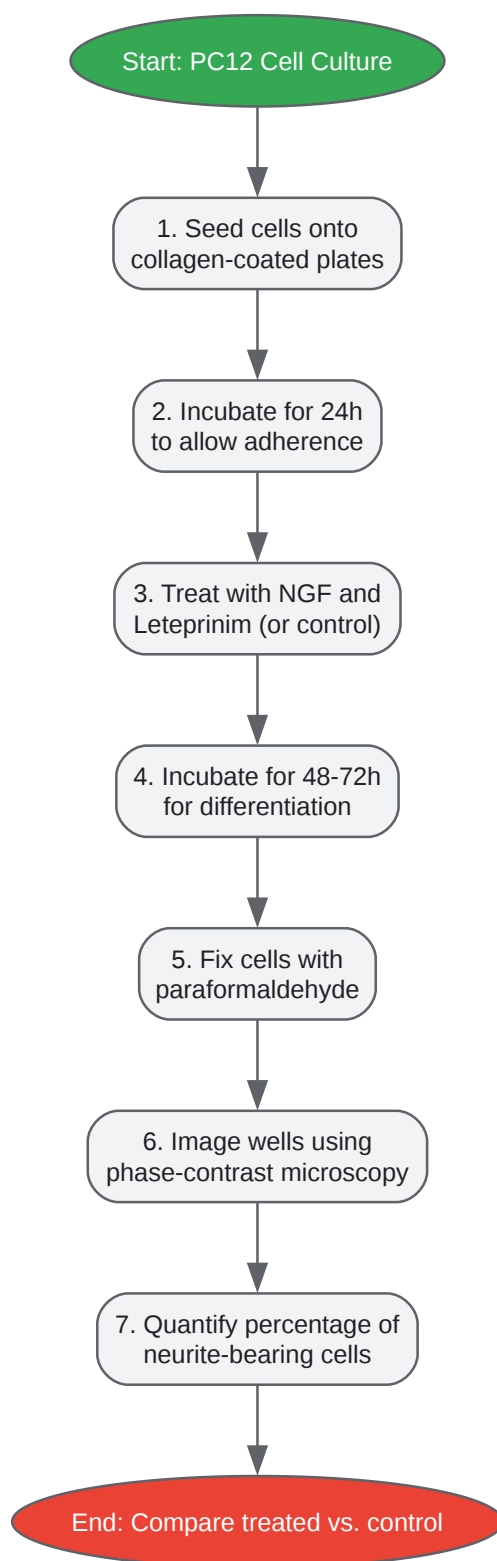 Start: PC12 Cell Culture
1. Seed cells onto
collagen-coated plates
2. Incubate for 24h
to allow adherence
3. Treat with NGF and
Leteprinim (or control)
4. Incubate for 48-72h
for differentiation
5. Fix cells with
paraformaldehyde
6. Image wells using
phase-contrast microscopy
7. Quantify percentage of
neurite-bearing cells
End: Compare treated vs. control